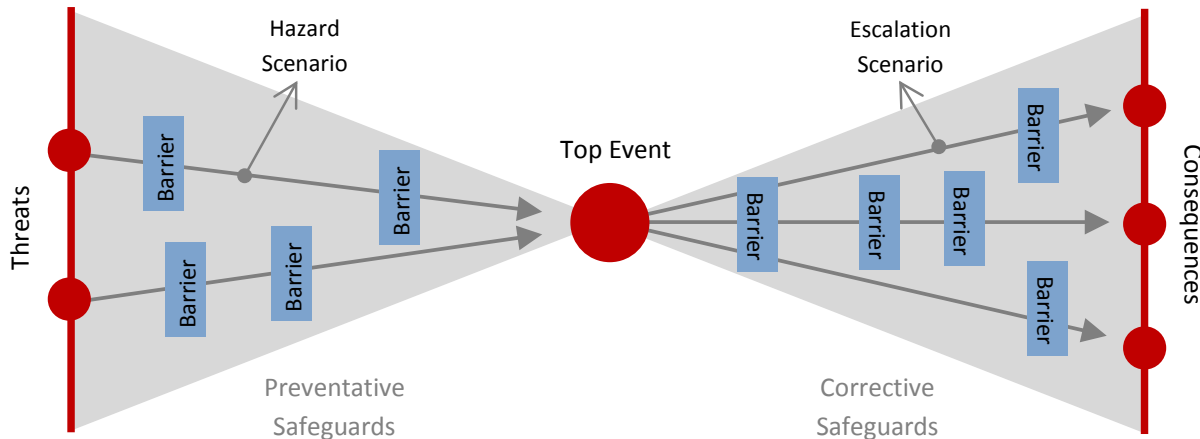 Hazard
Scenario
Escalation
Scenario
Threats
Barrier
Barrier
Barrier
Barrier
Top Event
Barrier
Barrier
Barrier
Barrier
Barrier
Consequences
Preventative
Safeguards
Corrective
Safeguards